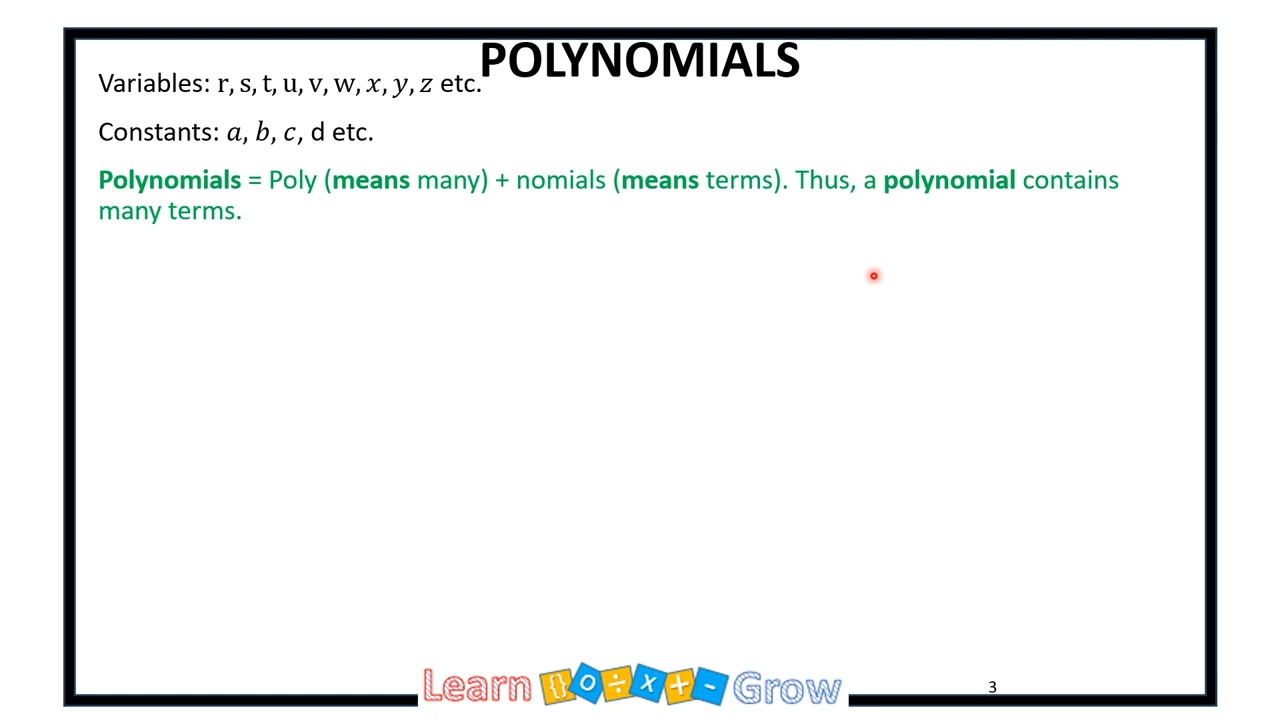 POLYNOMIALS
Variables: r, s, t, u, v, w, x, y, z etc.
Constants: a, b, c, d etc.
Polynomials = Poly (means many) + nomials (means terms). Thus, a polynomial contains
many terms.
Learn {} o ÷ x + - Grow
3